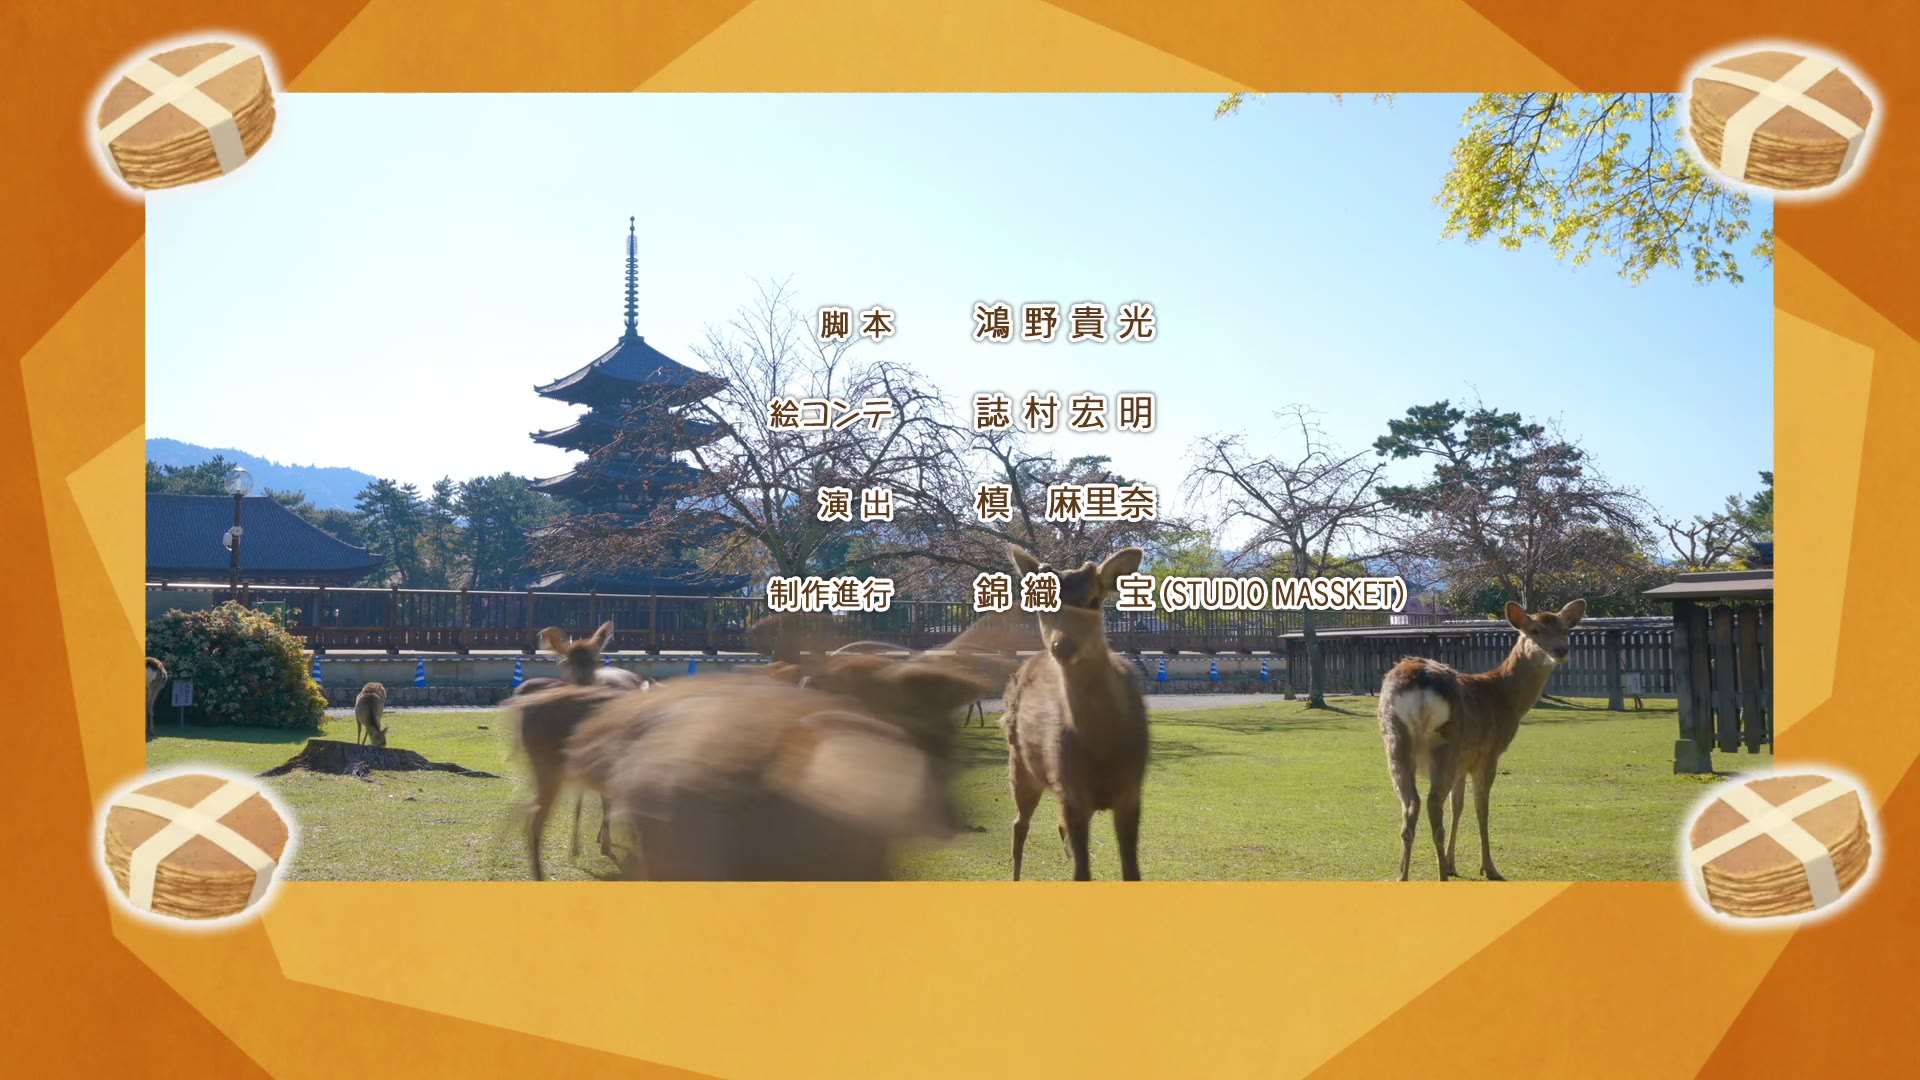 脚本 鴻野貴光
絵コンテ 誌村宏明
演出 槙 麻里奈
制作進行 錦織 宝(STUDIO MASSKET)